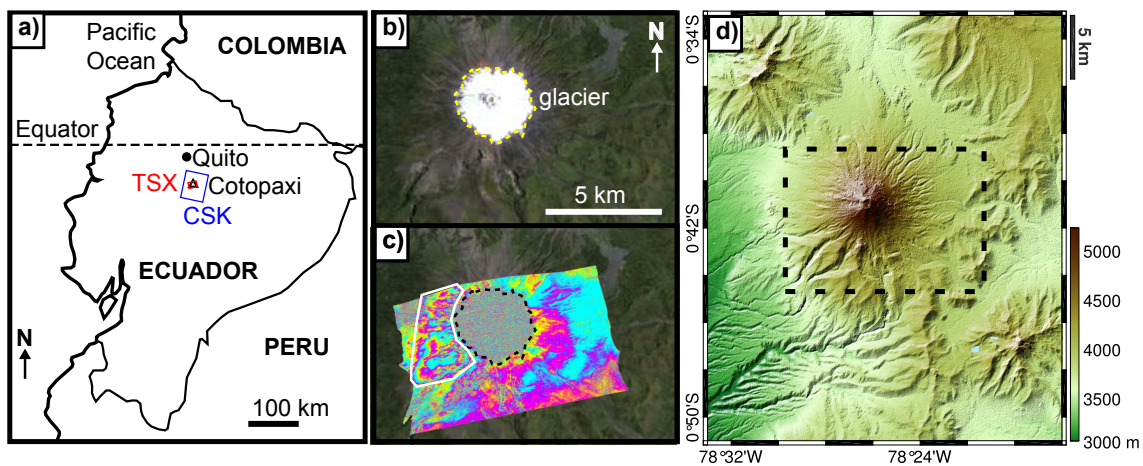 a)
Pacific
Ocean
COLOMBIA
Equator
Quito
TSX
Cotopaxi
CSK
ECUADOR
N
PERU
100 km
b)
N
glacier
5 km
c)
d)
5 km
0°34'S
0°42'S
0°50'S
78°32'W
78°24'W
5000
4500
4000
3500
3000 m